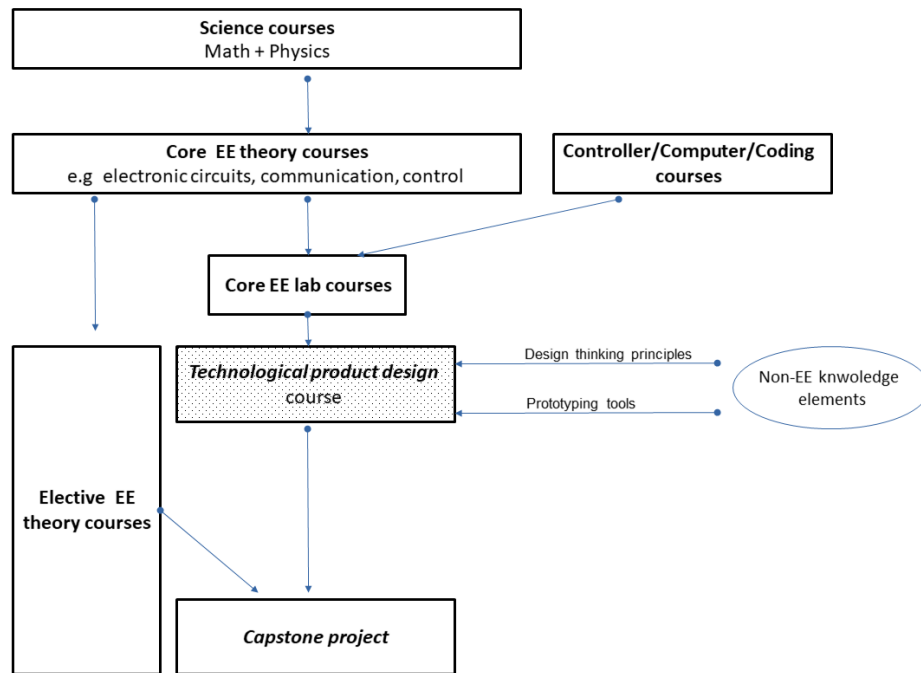 Science courses
Math + Physics
Core EE theory courses
e.g electronic circuits, communication, control
Controller/Computer/Coding
courses
Core EE lab courses
Technological product design
course
Design thinking principles
Prototyping tools
Non-EE knwoledge
elements
Elective EE
theory courses
Capstone project